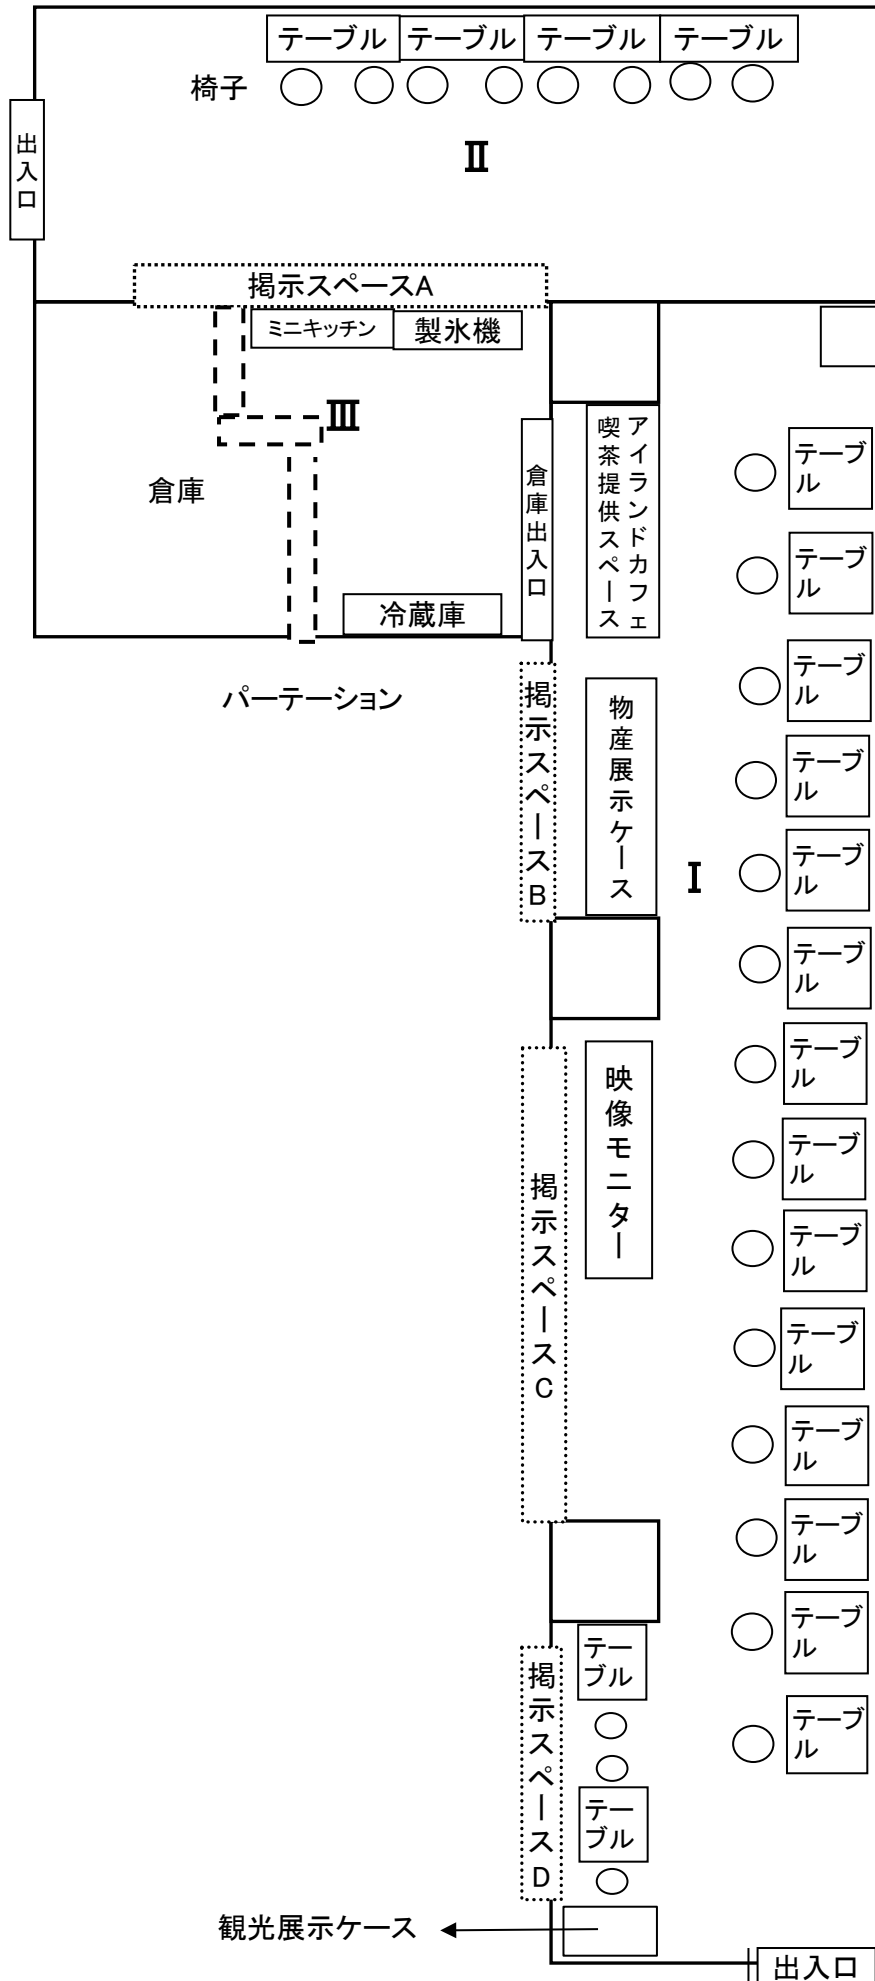 テーブル
テーブル
テーブル
テーブル
椅子
出入口
Ⅱ
掲示スペースA
ミニキッチン
製氷機
Ⅲ
倉庫
倉庫出入口
アイランドカフェ
喫茶提供スペース
冷蔵庫
パーテーション
掲示スペースB
物産展示ケース
Ⅰ
掲示スペースC
映像モニター
テーブ
ル
テーブ
ル
テーブ
ル
テーブ
ル
テーブ
ル
テーブ
ル
テーブ
ル
テーブ
ル
テーブ
ル
テーブ
ル
テーブ
ル
テーブ
ル
テーブ
ル
テーブ
ル
テー
ブル
掲示スペースD
テー
ブル
観光展示ケース
出入口